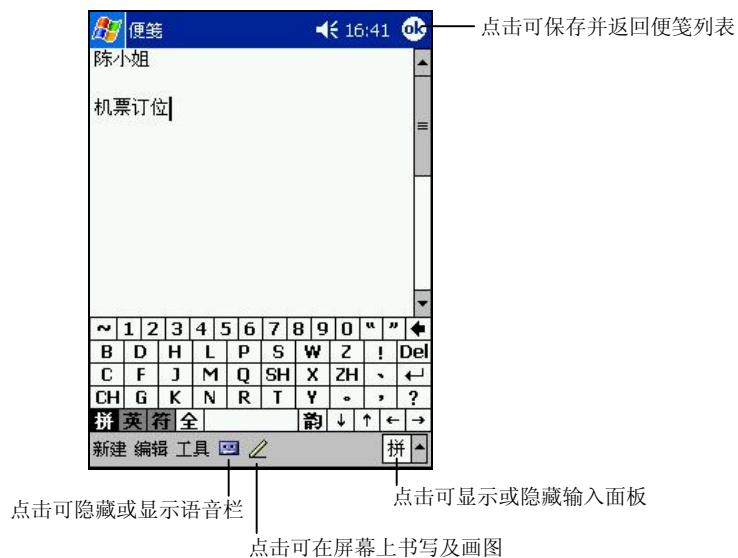 便笺 16:41 ok
点击可保存并返回便笺列表
陈小姐
机票订位
~ 1 2 3 4 5 6 7 8 9 0 “ ”
B D H L P S W Z ! Del
C F J M Q SH X ZH 、
CH G K N R T Y 。 , ?
拼 英 符 全 韵 ↓ ↑ ← →
新建 编辑 工具 拼
点击可隐藏或显示语音栏
点击可显示或隐藏输入面板
点击可在屏幕上书写及画图